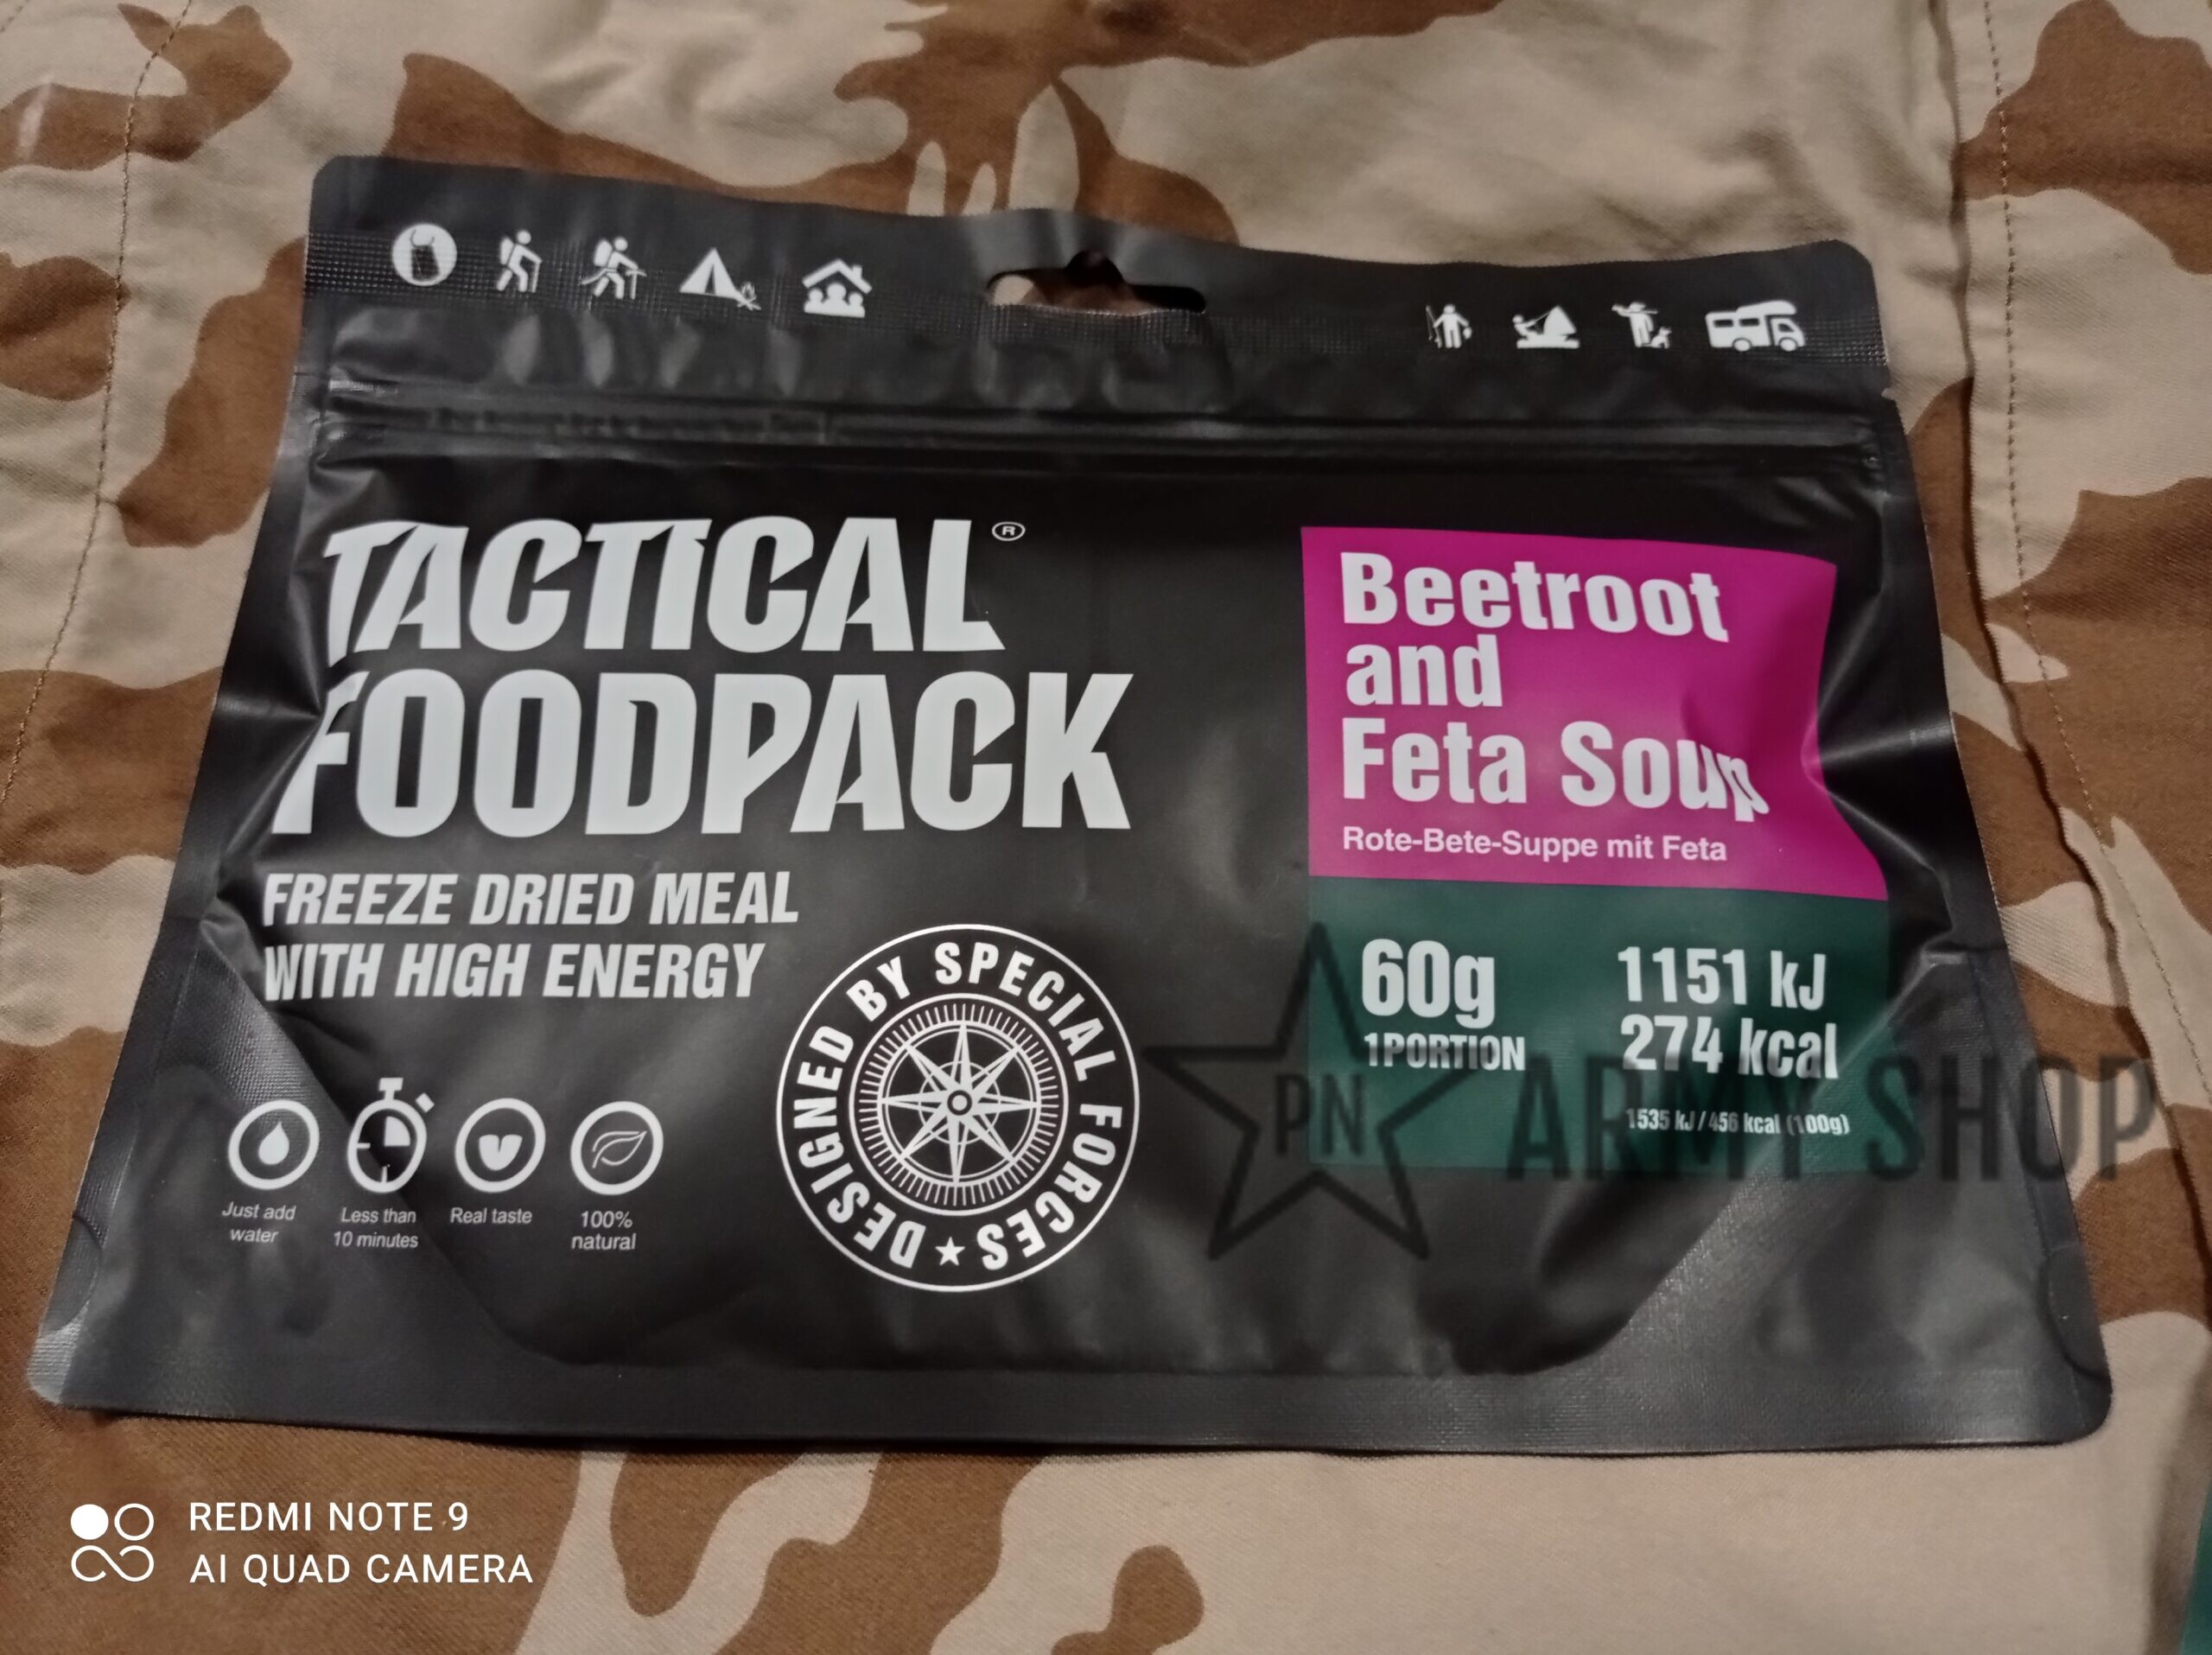 TACTICAL®
FOODPACK
FREEZE DRIED MEAL
WITH HIGH ENERGY
Just add
water
Less than
10 minutes
Real taste
100%
natural
DESIGNED BY SPECIAL FORCES
Beetroot
and
Feta Soup
Rote-Bete-Suppe mit Feta
60g
1 PORTION
1151 kJ
274 kcal
1535 kJ / 456 kcal (100g)
PN ARMY SHOP
REDMI NOTE 9
AI QUAD CAMERA